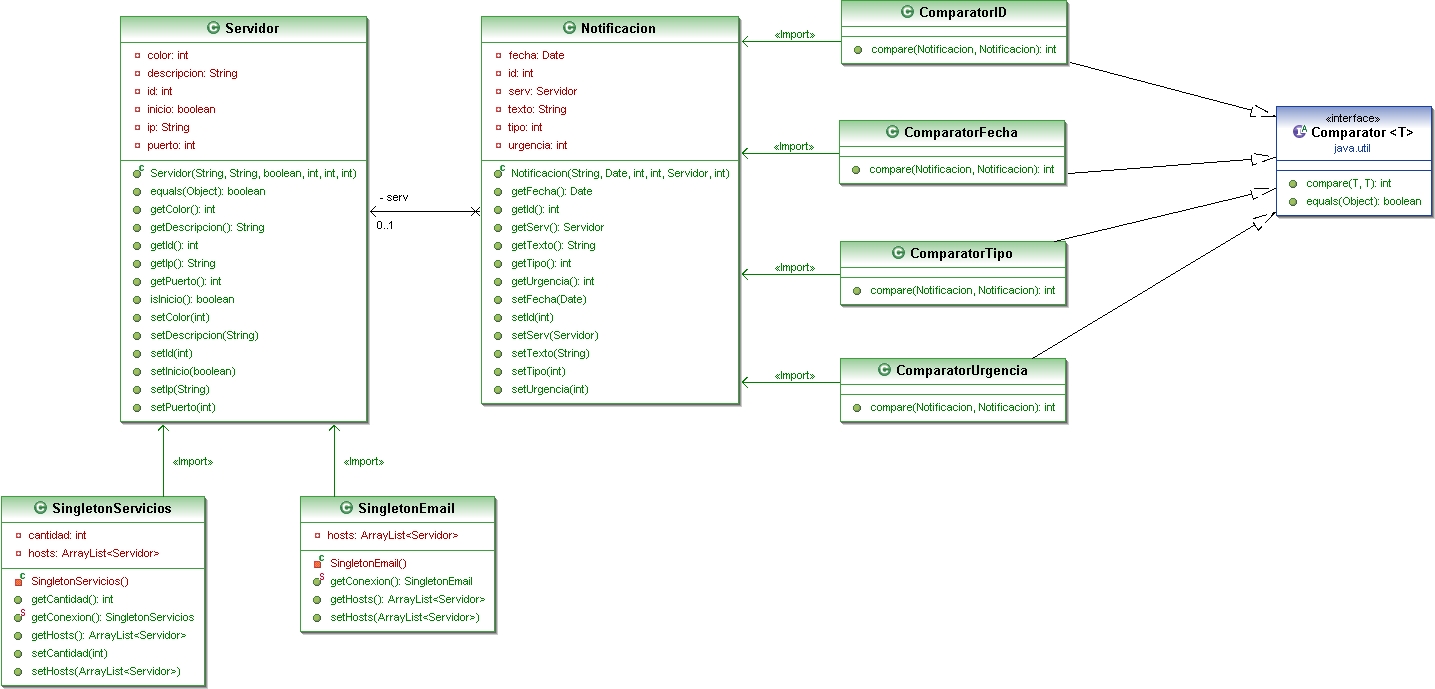 Servidor
color: int
descripcion: String
id: int
inicio: boolean
ip: String
puerto: int
Servidor(String, String, boolean, int, int, int)
equals(Object): boolean
getColor(): int
getDescripcion(): String
getId(): int
getIp(): String
getPuerto(): int
isInicio(): boolean
setColor(int)
setDescripcion(String)
setId(int)
setInicio(boolean)
setIp(String)
setPuerto(int)
- serv
0..1
Notificacion
fecha: Date
id: int
serv: Servidor
texto: String
tipo: int
urgencia: int
Notificacion(String, Date, int, int, Servidor, int)
getFecha(): Date
getId(): int
getServ(): Servidor
getTexto(): String
getTipo(): int
getUrgencia(): int
setFecha(Date)
setId(int)
setServ(Servidor)
setTexto(String)
setTipo(int)
setUrgencia(int)
«Import»
ComparatorID
compare(Notificacion, Notificacion): int
«Import»
ComparatorFecha
compare(Notificacion, Notificacion): int
«Import»
ComparatorTipo
compare(Notificacion, Notificacion): int
«Import»
ComparatorUrgencia
compare(Notificacion, Notificacion): int
«interface»
Comparator <T>
java.util
compare(T, T): int
equals(Object): boolean
«Import»
«Import»
SingletonServicios
cantidad: int
hosts: ArrayList<Servidor>
SingletonServicios()
getCantidad(): int
getConexion(): SingletonServicios
getHosts(): ArrayList<Servidor>
setCantidad(int)
setHosts(ArrayList<Servidor>)
SingletonEmail
hosts: ArrayList<Servidor>
SingletonEmail()
getConexion(): SingletonEmail
getHosts(): ArrayList<Servidor>
setHosts(ArrayList<Servidor>)